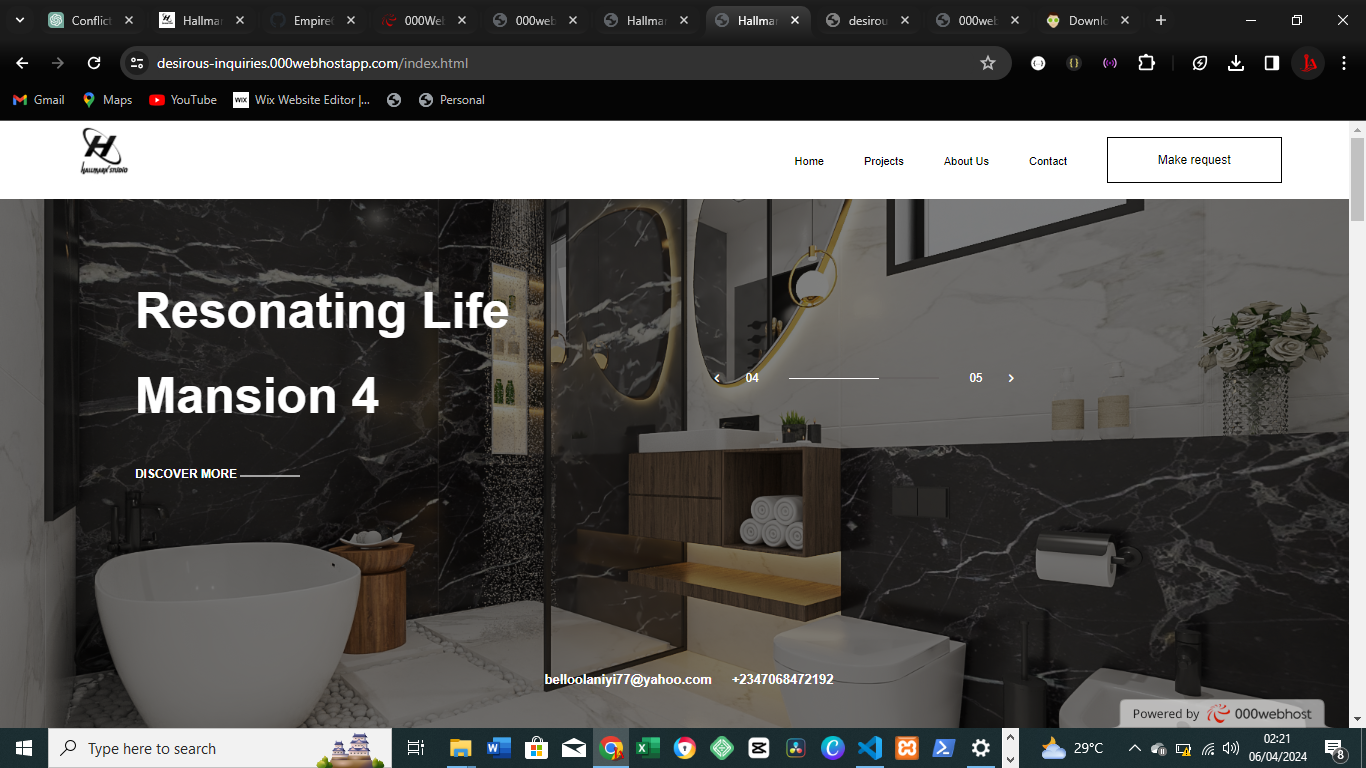 Conflict
Hallmar
EmpireG
000Wel
000web
Hallmar
Hallmar
desirou
000web
Downlo
desirous-inquiries.000webhostapp.com/index.html
Gmail
Maps
YouTube
Wix Website Editor |...
Personal
HALLMARK STUDIO
Home
Projects
About Us
Contact
Make request
Resonating Life
Mansion 4
04
05
DISCOVER MORE
belloolaniyi77@yahoo.com +2347068472192
Powered by 000webhost
Type here to search
29°C
02:21
06/04/2024
8